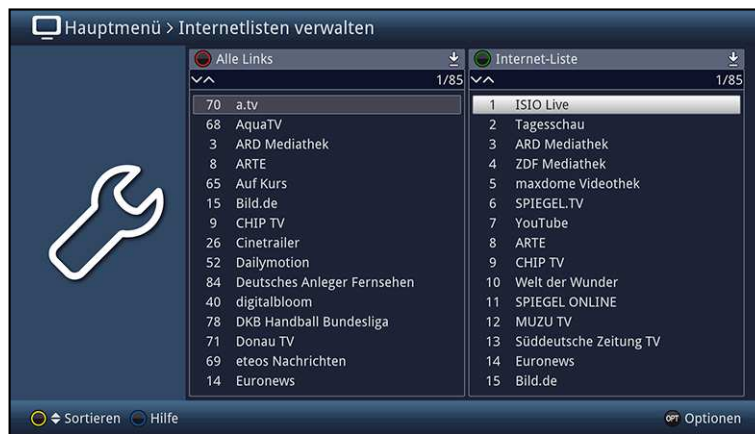 Hauptmenü > Internetlisten verwalten
Alle Links
1/85
70 a.tv
68 AquaTV
3 ARD Mediathek
8 ARTE
65 Auf Kurs
15 Bild.de
9 CHIP TV
26 Cinetrailer
52 Dailymotion
84 Deutsches Anleger Fernsehen
40 digitalbloom
78 DKB Handball Bundesliga
71 Donau TV
69 eteos Nachrichten
14 Euronews
Internet-Liste
1/85
1 ISIO Live
2 Tagesschau
3 ARD Mediathek
4 ZDF Mediathek
5 maxdome Videothek
6 SPIEGEL.TV
7 YouTube
8 ARTE
9 CHIP TV
10 Welt der Wunder
11 SPIEGEL ONLINE
12 MUZU TV
13 Süddeutsche Zeitung TV
14 Euronews
15 Bild.de
Sortieren Hilfe
OPT Optionen